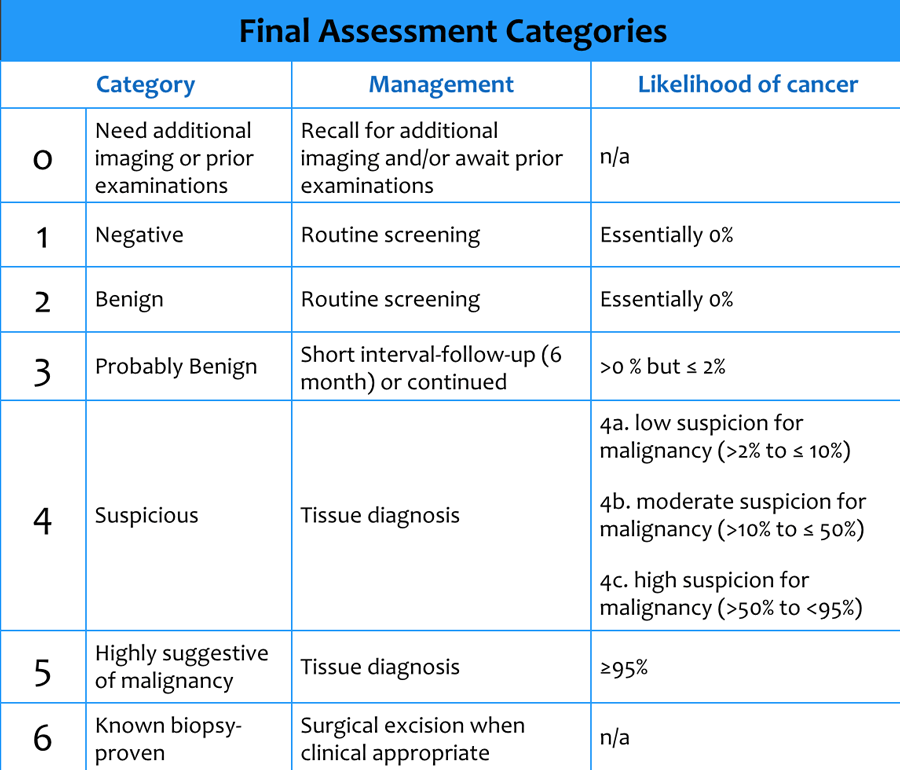 Final Assessment Categories
Category Management Likelihood of cancer
0
Need additional
imaging or prior
examinations
Recall for additional
imaging and/or await prior
examinations
n/a
1
Negative
Routine screening
Essentially 0%
2
Benign
Routine screening
Essentially 0%
3
Probably Benign
Short interval-follow-up (6
month) or continued
>0 % but ≤ 2%
4
Suspicious
Tissue diagnosis
4a. low suspicion for
malignancy (>2% to ≤ 10%)
4b. moderate suspicion for
malignancy (>10% to ≤ 50%)
4c. high suspicion for
malignancy (>50% to <95%)
5
Highly suggestive
of malignancy
Tissue diagnosis
≥95%
6
Known biopsy-
proven
Surgical excision when
clinical appropriate
n/a